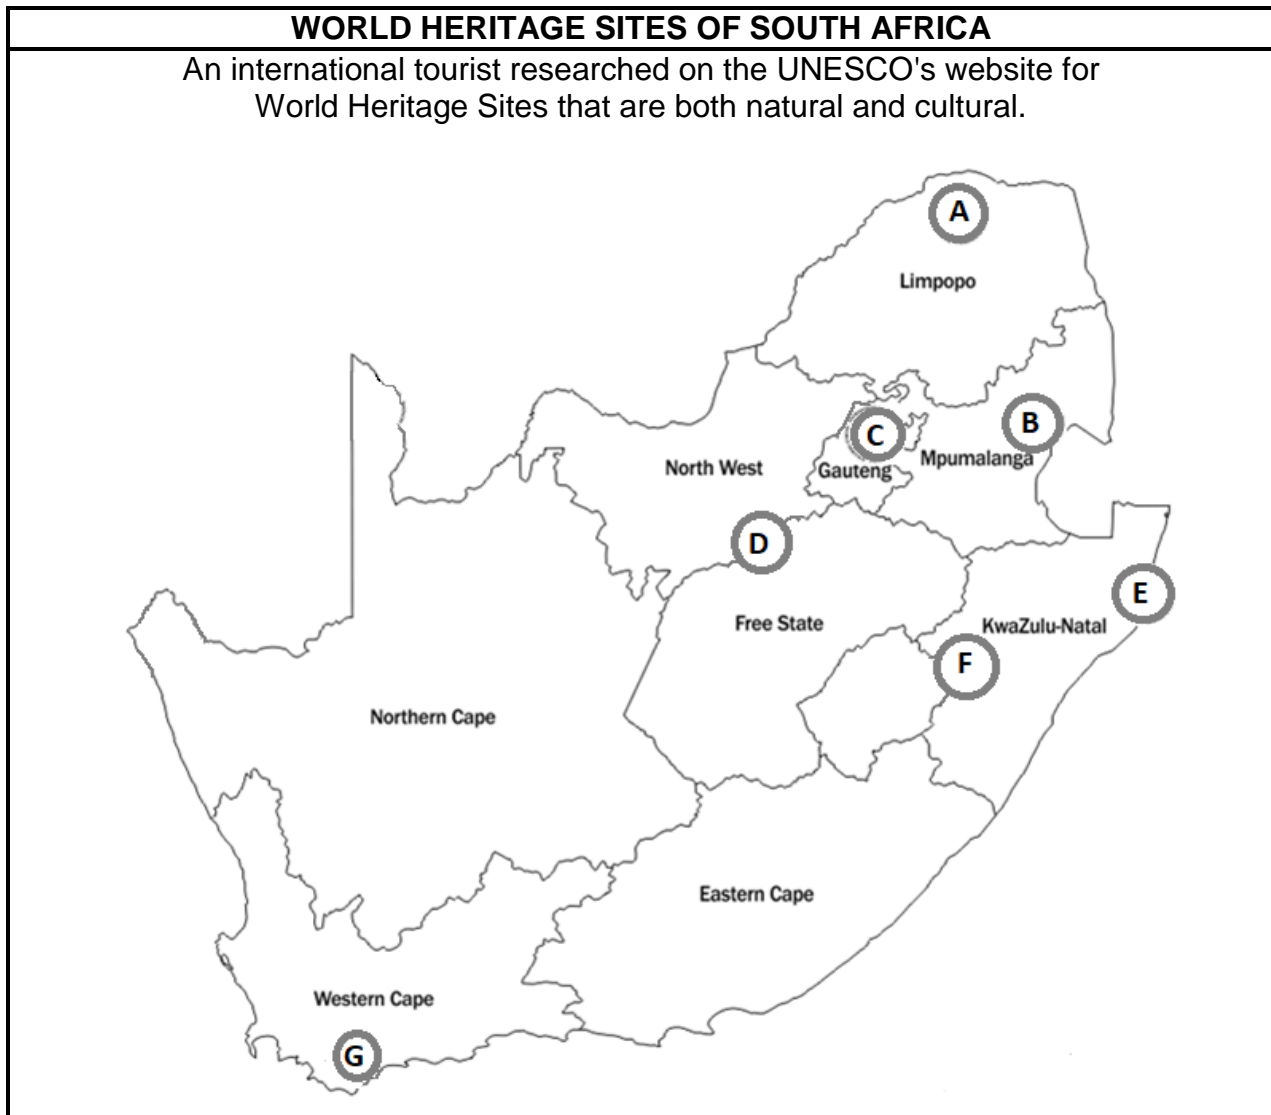 WORLD HERITAGE SITES OF SOUTH AFRICA
An international tourist researched on the UNESCO's website for
World Heritage Sites that are both natural and cultural.
A
Limpopo
B
C
Mpumalanga
North West
Gauteng
D
E
Free State
KwaZulu-Natal
F
Northern Cape
Eastern Cape
Western Cape
G